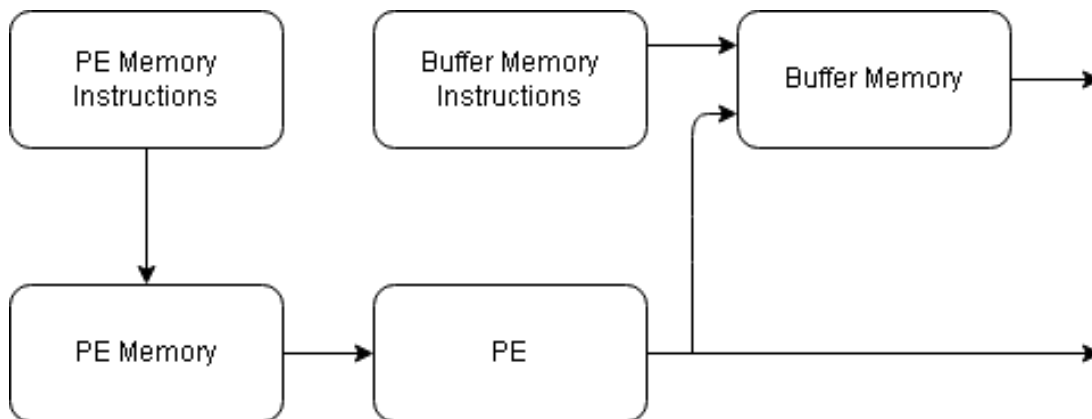 PE Memory
Instructions
Buffer Memory
Instructions
Buffer Memory
PE Memory
PE